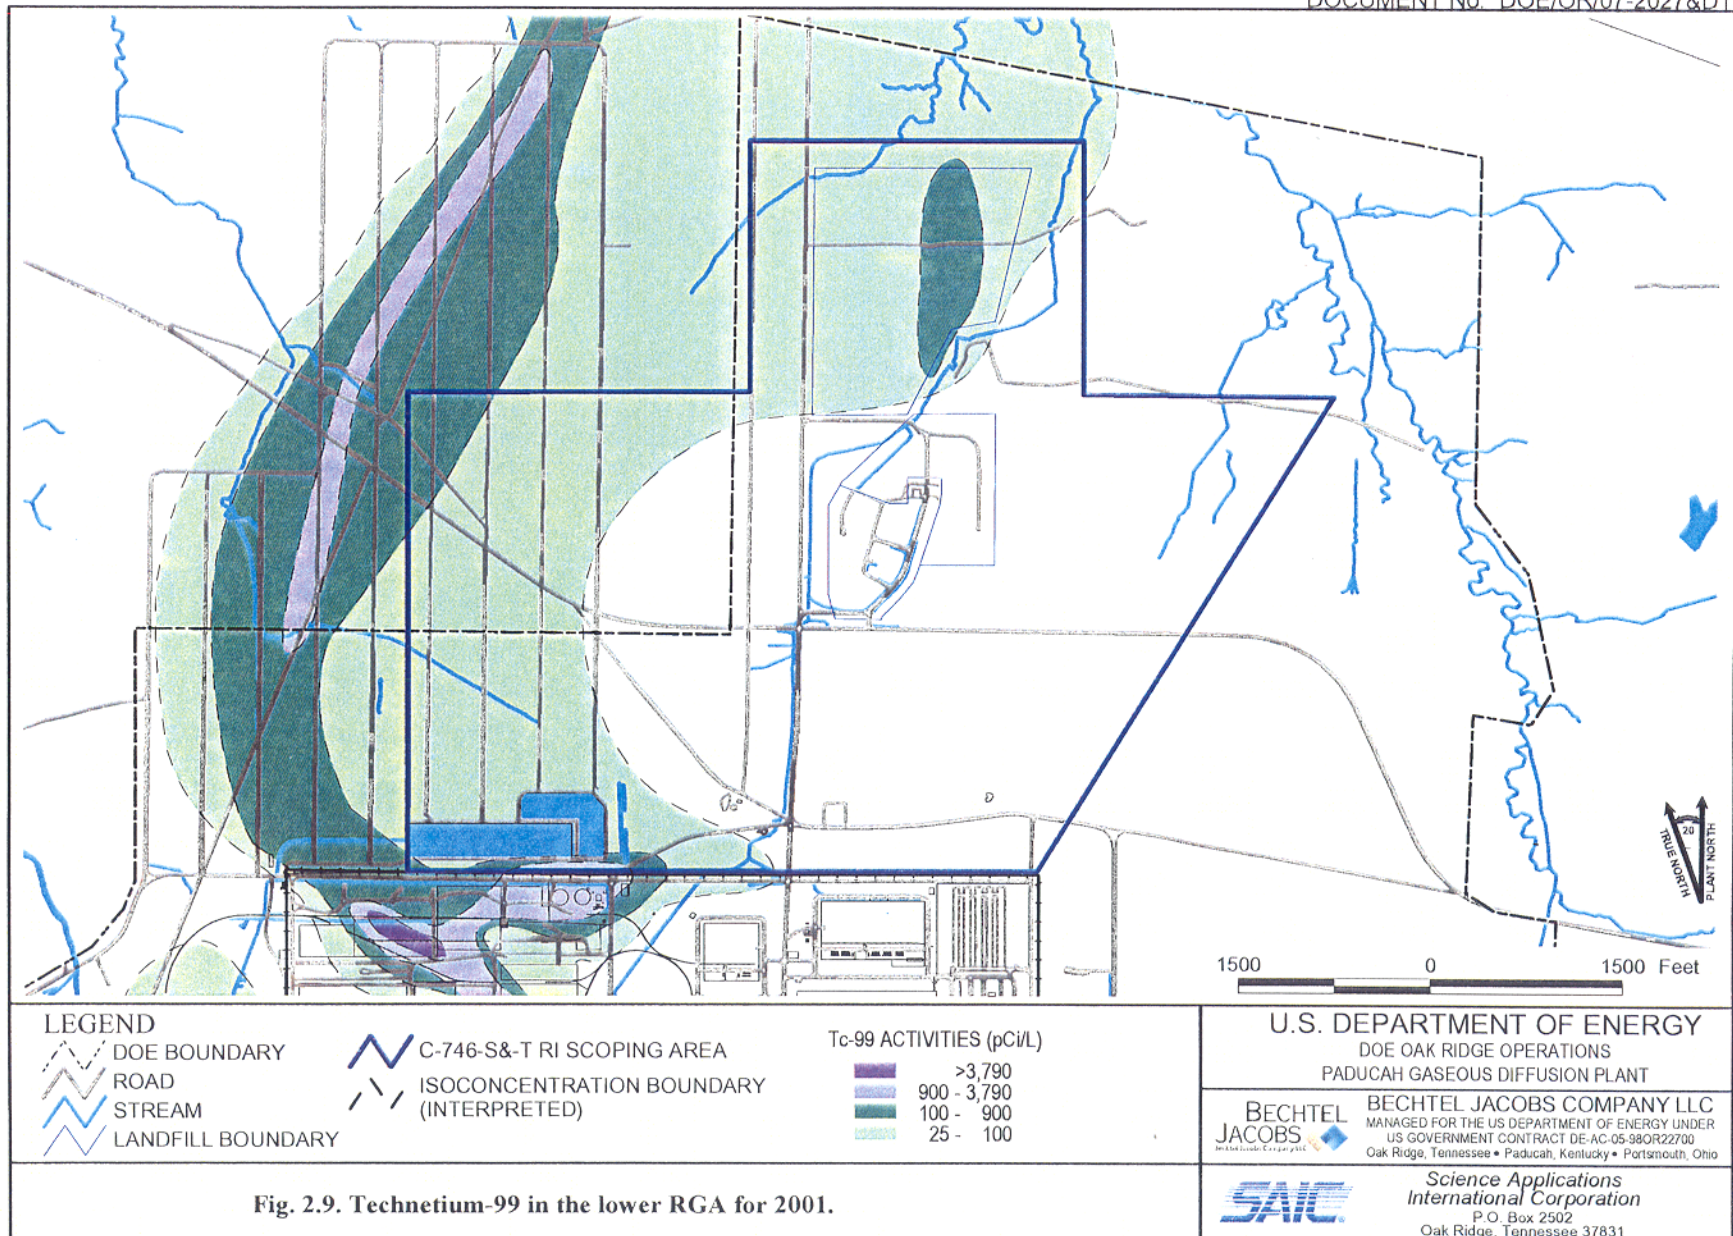 DOCUMENT No. DOE/OR/07-2027&D1
TRUE NORTH
20
PLANT NORTH
1500 0 1500 Feet
LEGEND
DOE BOUNDARY
ROAD
STREAM
LANDFILL BOUNDARY
C-746-S&-T RI SCOPING AREA
ISOCONCENTRATION BOUNDARY
(INTERPRETED)
Tc-99 ACTIVITIES (pCi/L)
>3,790
900 - 3,790
100 - 900
25 - 100
Fig. 2.9. Technetium-99 in the lower RGA for 2001.
U.S. DEPARTMENT OF ENERGY
DOE OAK RIDGE OPERATIONS
PADUCAH GASEOUS DIFFUSION PLANT
BECHTEL
JACOBS
Bechtel Jacobs Company LLC
BECHTEL JACOBS COMPANY LLC
MANAGED FOR THE US DEPARTMENT OF ENERGY UNDER
US GOVERNMENT CONTRACT DE-AC-05-98OR22700
Oak Ridge, Tennessee • Paducah, Kentucky • Portsmouth, Ohio
SAIC
Science Applications
International Corporation
P.O. Box 2502
Oak Ridge, Tennessee 37831